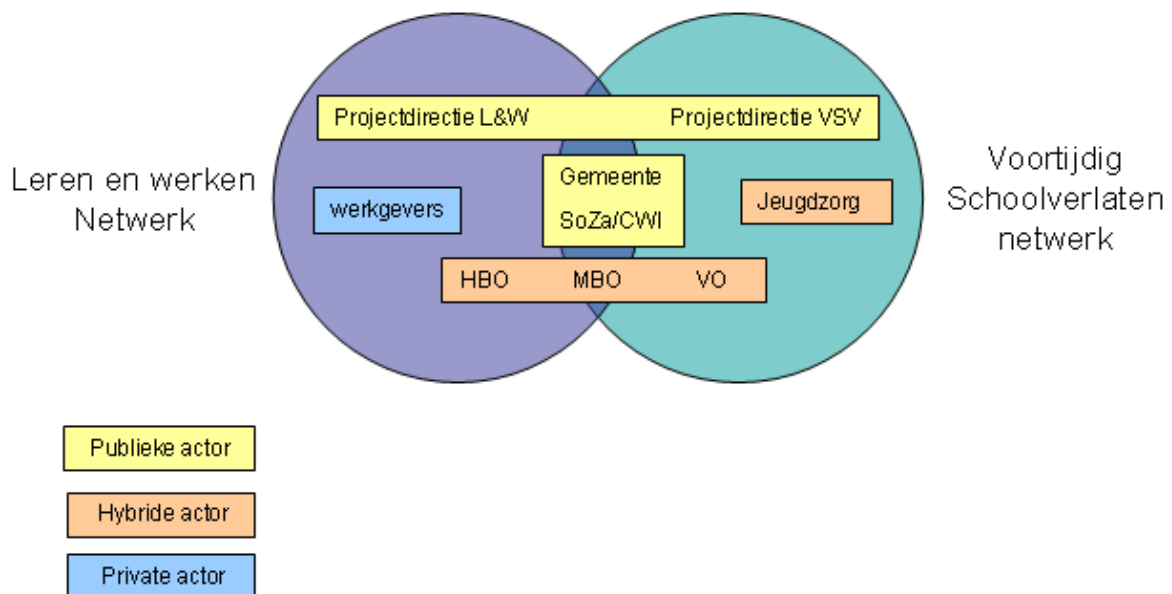 Projectdirectie L&W
Projectdirectie VSV
Leren en werken
Netwerk
werkgevers
Gemeente
SoZa/CWI
Jeugdzorg
Voortijdig
Schoolverlaten
netwerk
HBO MBO VO
Publieke actor
Hybride actor
Private actor